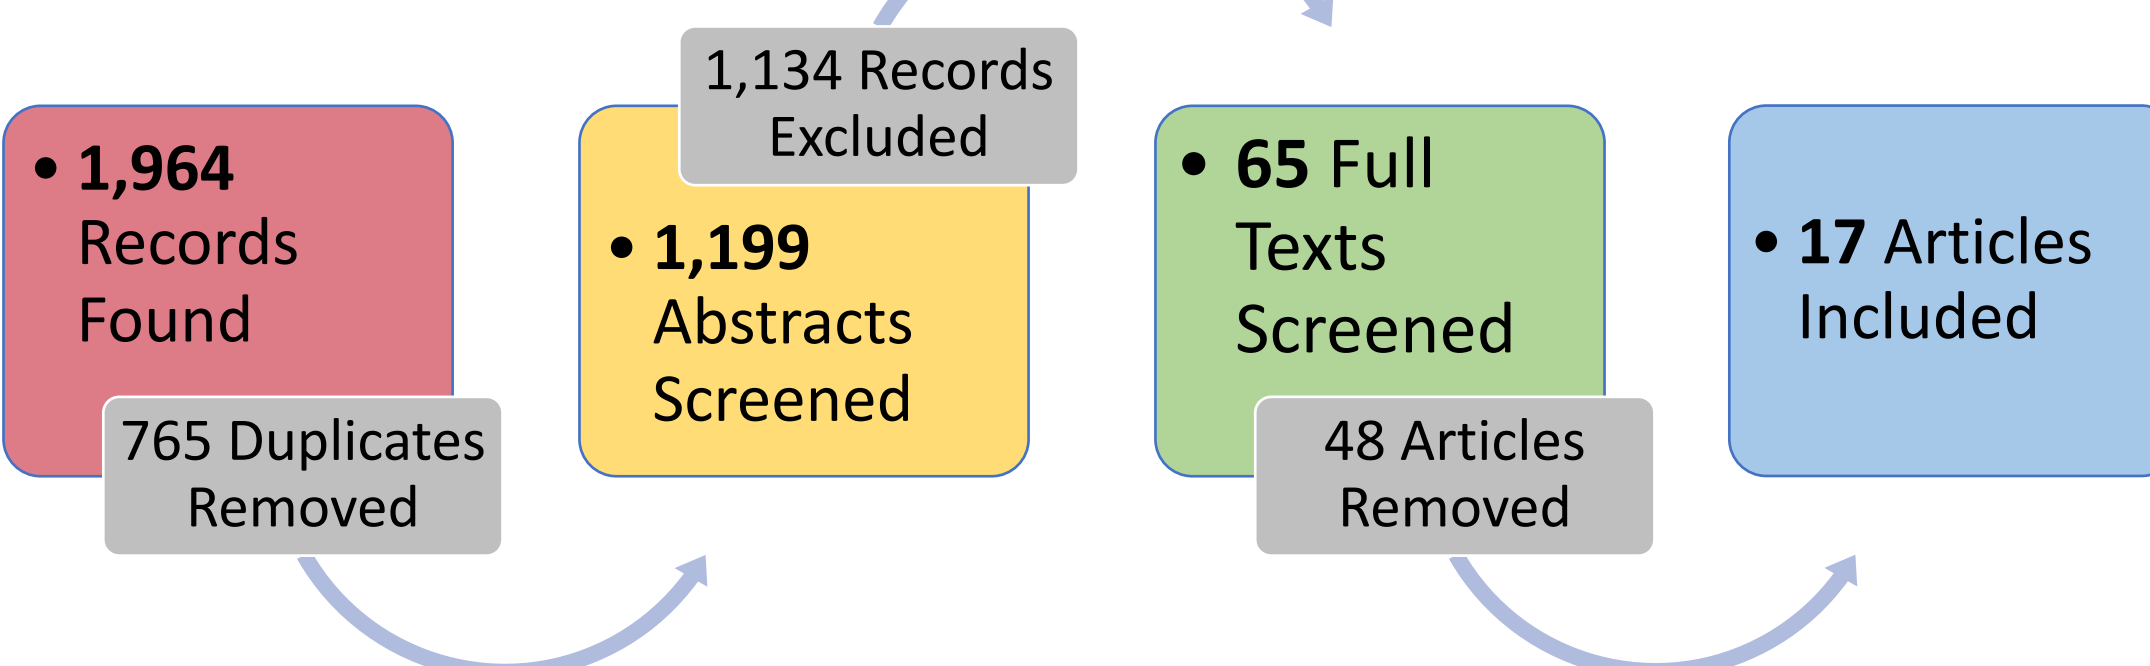 • 1,964
Records
Found
765 Duplicates
Removed
1,134 Records
Excluded
• 1,199
Abstracts
Screened
• 65 Full
Texts
Screened
48 Articles
Removed
• 17 Articles
Included